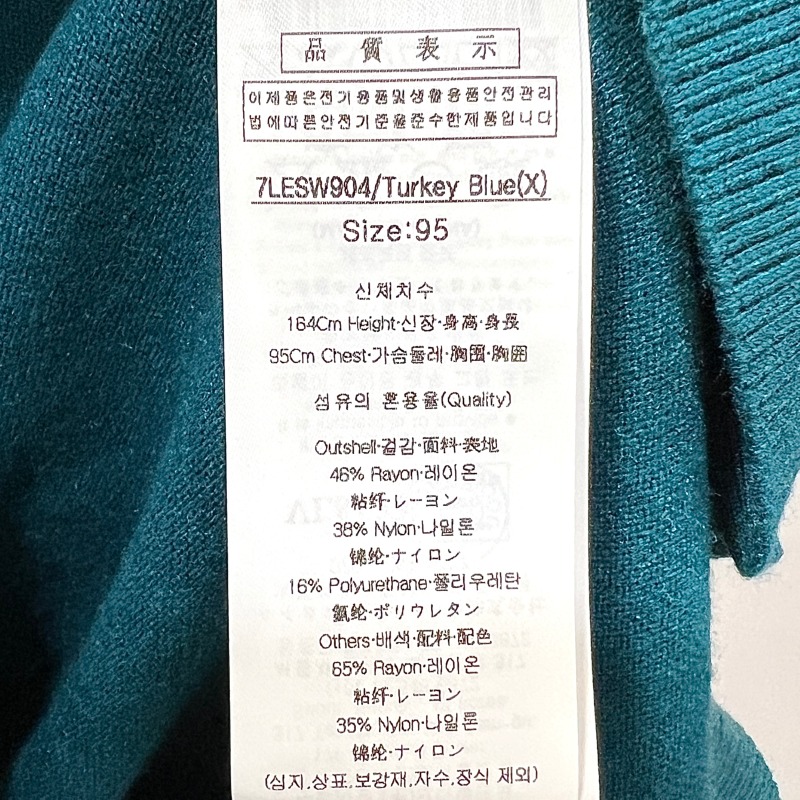 品質表示
이제품은전기용품및생활용품안전관리
법에따른안전기준을준수한제품입니다
7LESW904/Turkey Blue(X)
Size:95
신체치수
164Cm Height·신장·身高·身長
95Cm Chest·가슴둘레·胸围·胸囲
섬유의 혼용율(Quality)
Outshell·겉감·面料·表地
46% Rayon·레이온
粘纤·レーヨン
38% Nylon·나일론
锦纶·ナイロン
16% Polyurethane·폴리우레탄
氨纶·ポリウレタン
Others·배색·配料·配色
65% Rayon·레이온
粘纤·レーヨン
35% Nylon·나일론
锦纶·ナイロン
(심지,상표,보강재,자수,장식 제외)